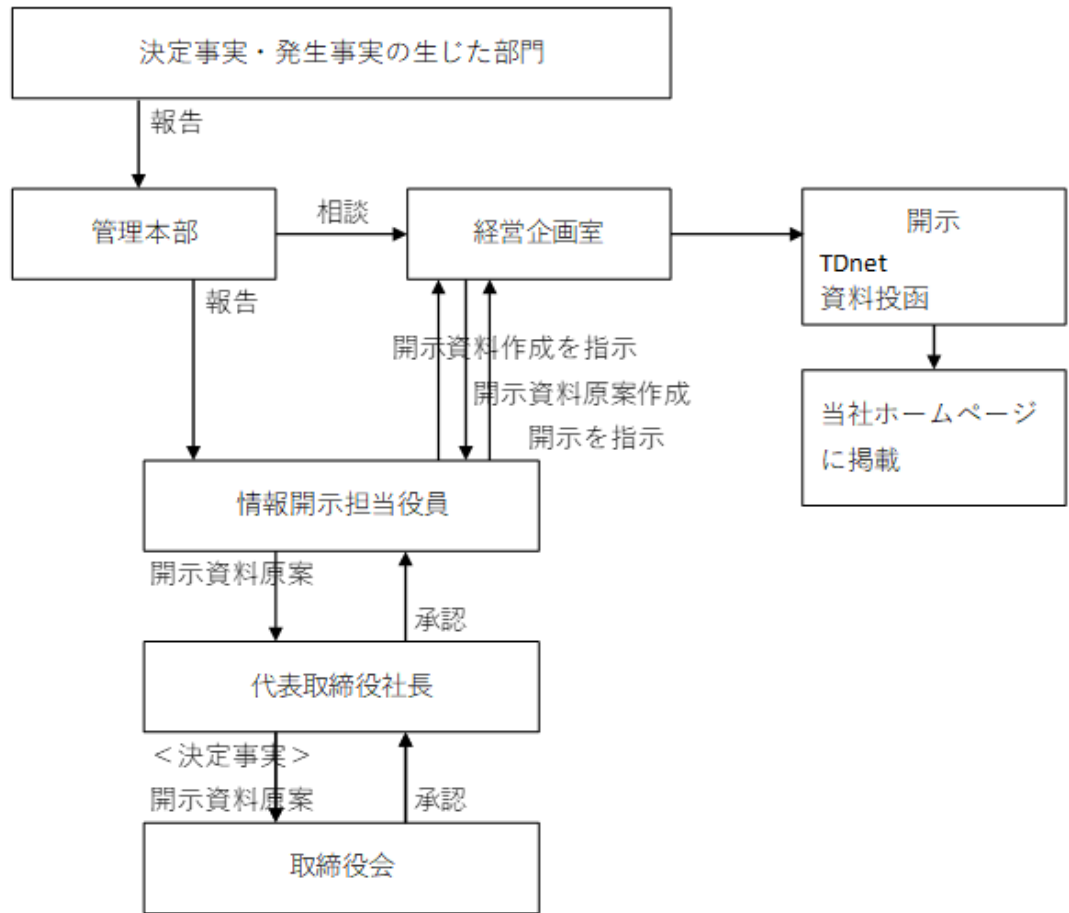 決定事実・発生事実の生じた部門
報告
管理本部
相談
経営企画室
開示
TDnet
資料投函
報告
開示資料作成を指示
開示資料原案作成
開示を指示
当社ホームページ
に掲載
情報開示担当役員
開示資料原案
承認
代表取締役社長
＜決定事実＞
開示資料原案
承認
取締役会